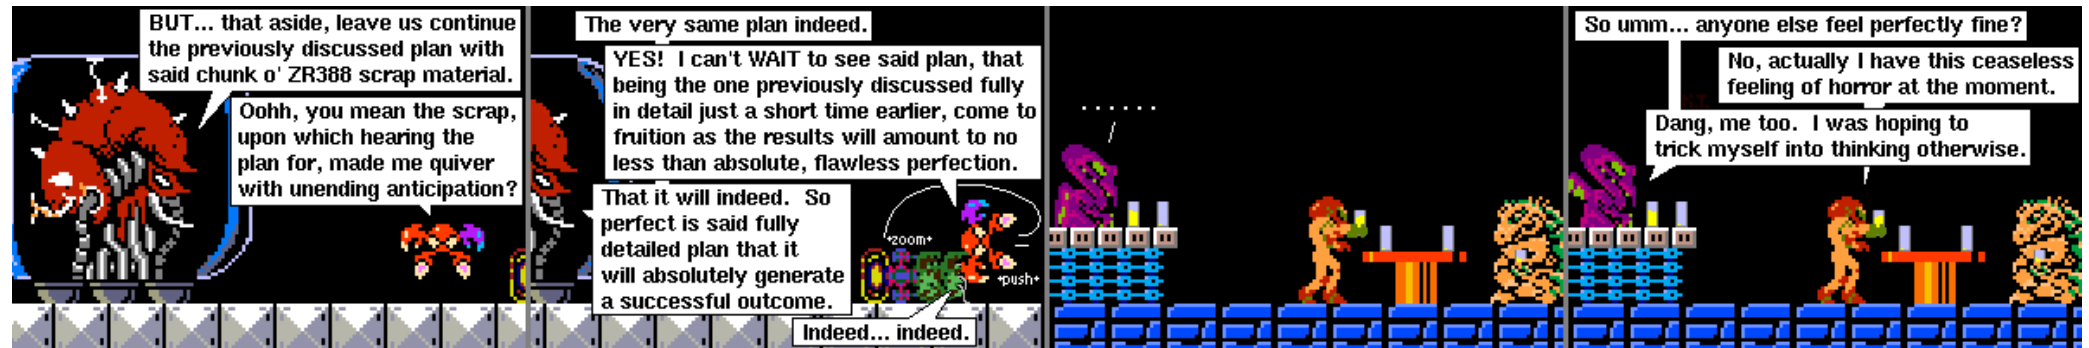 BUT... that aside, leave us continue
the previously discussed plan with
said chunk o' ZR388 scrap material.
Oohh, you mean the scrap,
upon which hearing the
plan for, made me quiver
with unending anticipation?
The very same plan indeed.
YES! I can't WAIT to see said plan, that
being the one previously discussed fully
in detail just a short time earlier, come to
fruition as the results will amount to no
less than absolute, flawless perfection.
That it will indeed. So
perfect is said fully
detailed plan that it
will absolutely generate
a successful outcome.
*zoom*
*push*
Indeed... indeed.
.......
So umm... anyone else feel perfectly fine?
No, actually I have this ceaseless
feeling of horror at the moment.
Dang, me too. I was hoping to
trick myself into thinking otherwise.